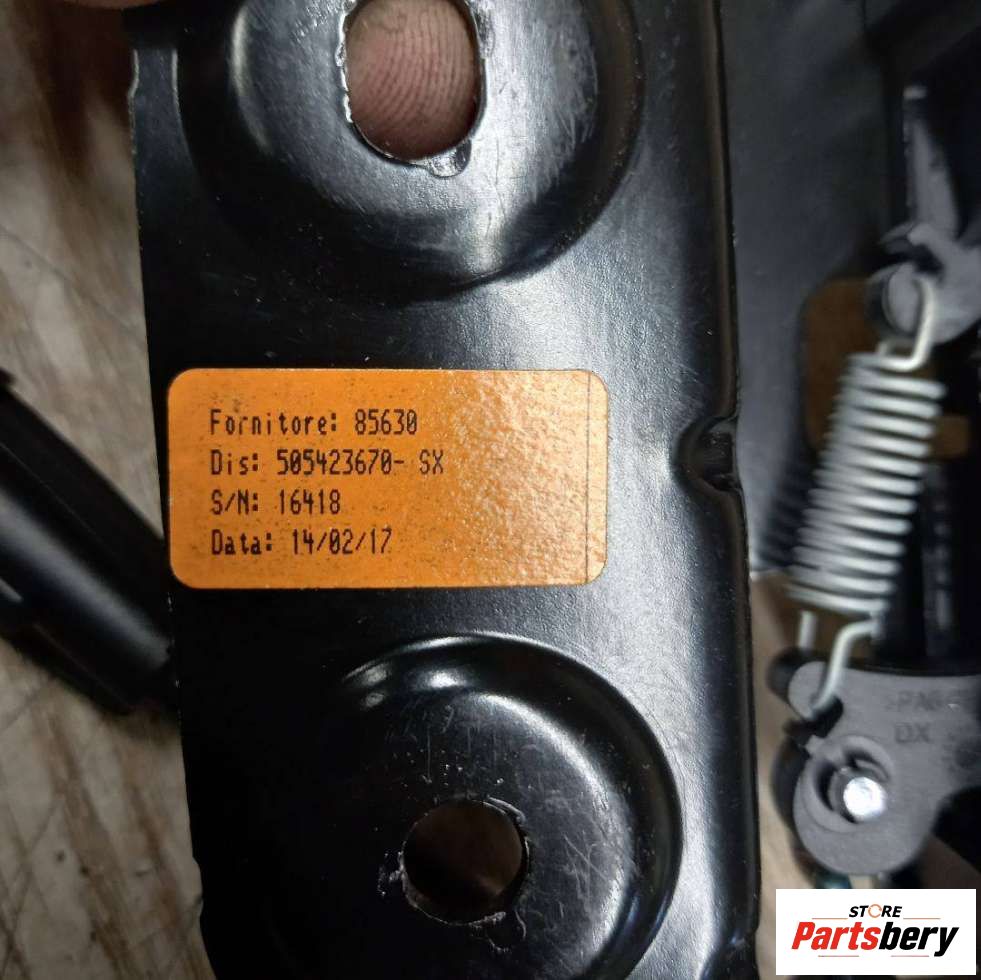 Fornitore: 85630
Dis: 505423670- SX
S/N: 16418
Data: 14/02/17
DX
STORE
Partsbery